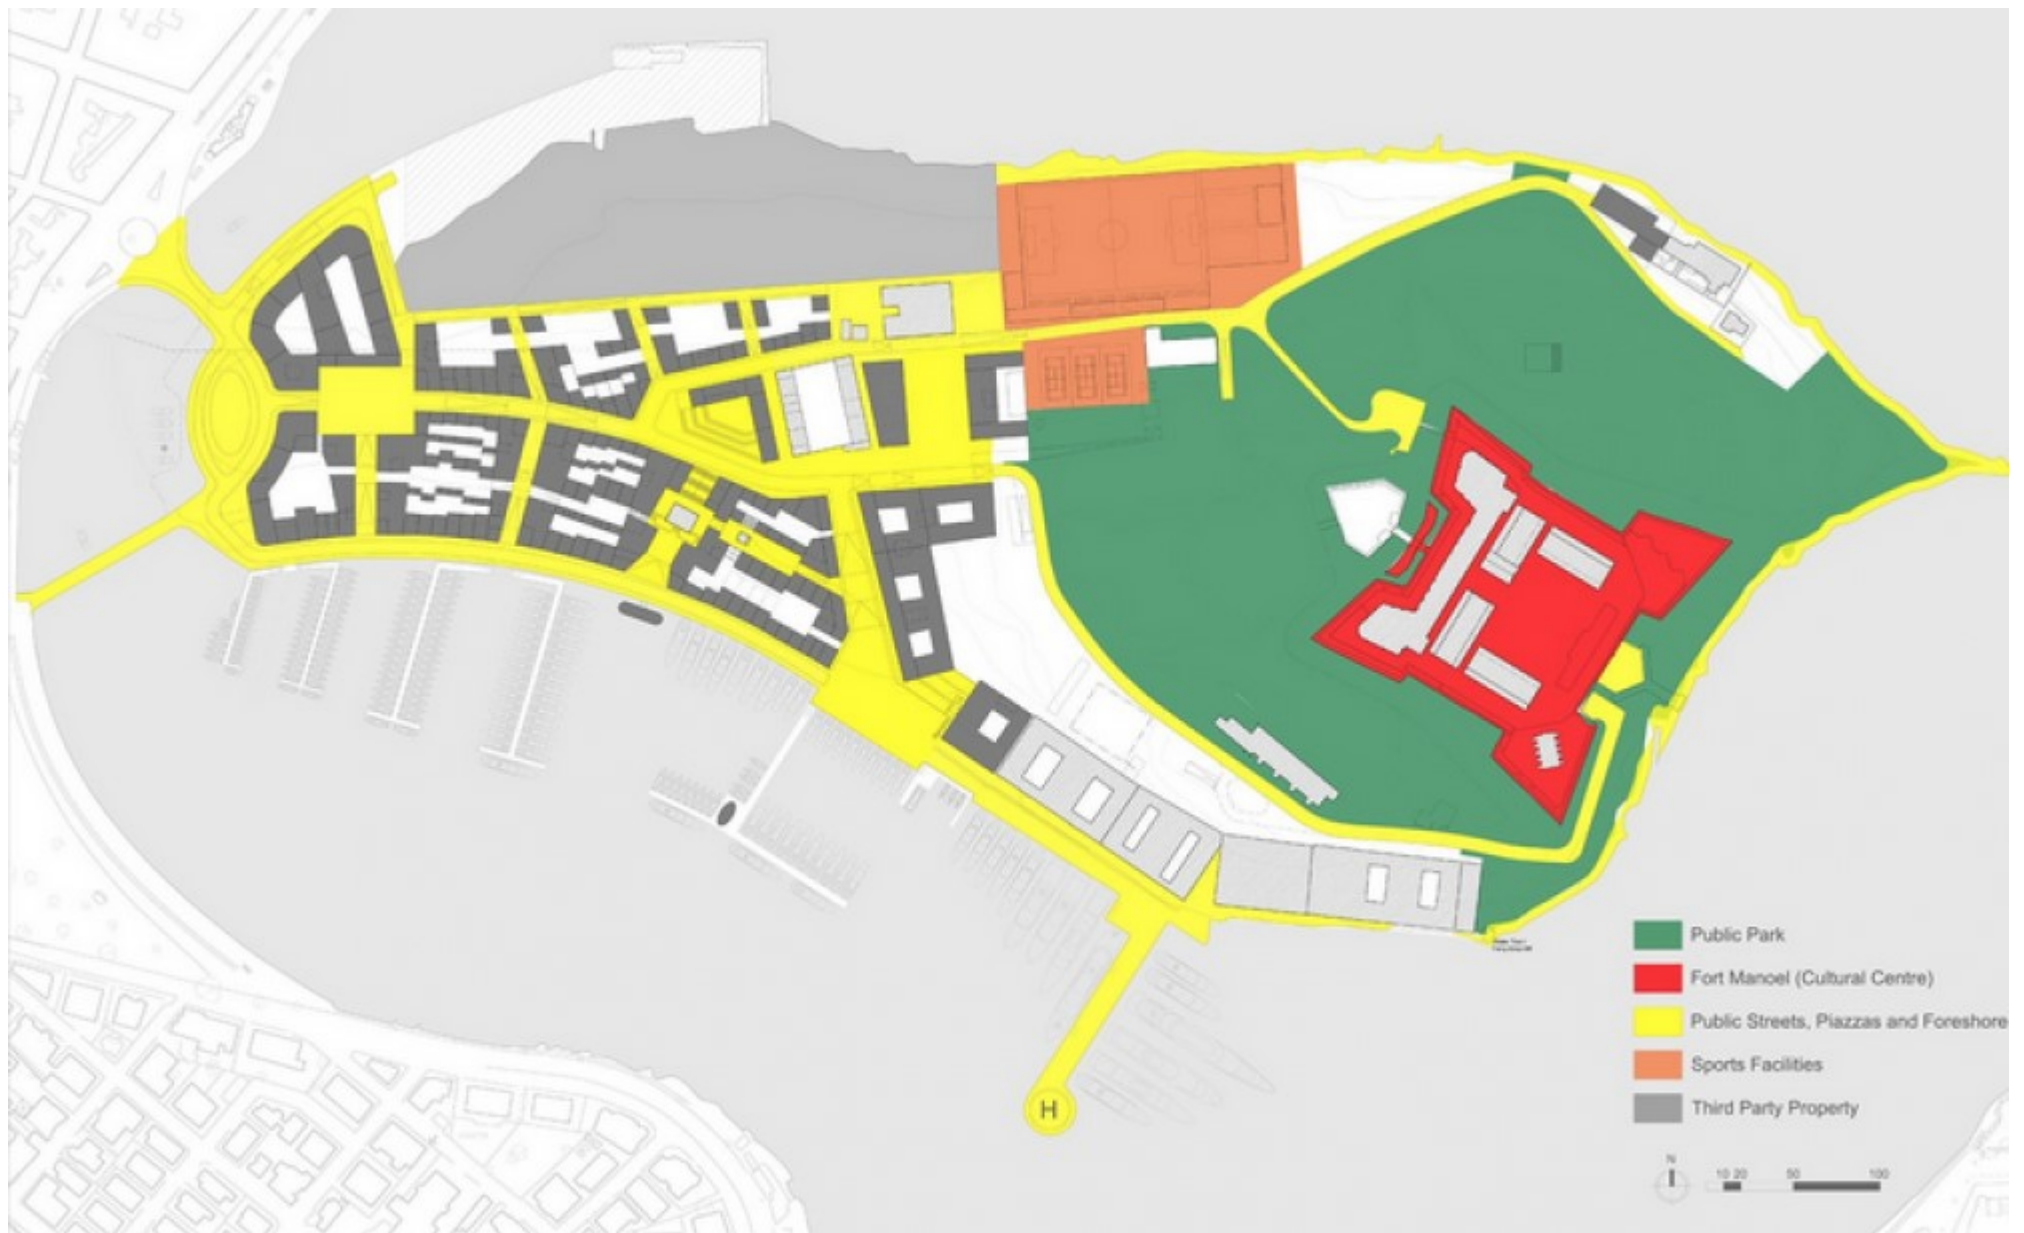 H
Public Park
Fort Manoel (Cultural Centre)
Public Streets, Piazzas and Foreshore
Sports Facilities
Third Party Property
N
10 20 50 100